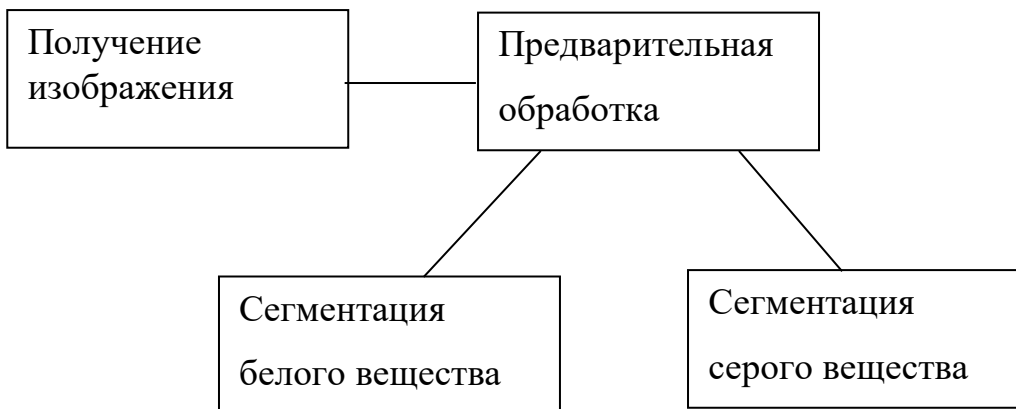 Получение
изображения
Предварительная
обработка
Сегментация
белого вещества
Сегментация
серого вещества